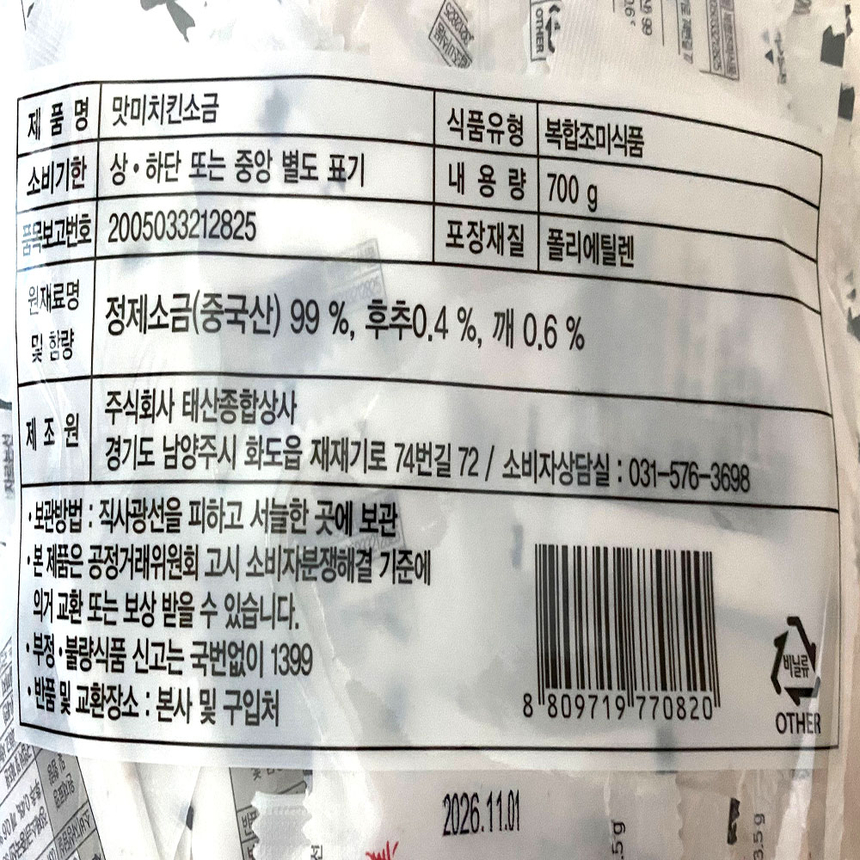 제 품 명 맛미치킨소금 식품유형 복합조미식품
소비기한 상•하단 또는 중앙 별도 표기 내 용 량 700 g
품목보고번호 2005033212825 포장재질 폴리에틸렌
원재료명 및 함량 정제소금(중국산) 99 %, 후추0.4 %, 깨 0.6 %
제 조 원 주식회사 태산종합상사
경기도 남양주시 화도읍 재재기로 74번길 72 / 소비자상담실 : 031-576-3698
• 보관방법 : 직사광선을 피하고 서늘한 곳에 보관
• 본 제품은 공정거래위원회 고시 소비자분쟁해결 기준에
의거 교환 또는 보상 받을 수 있습니다.
• 부정•불량식품 신고는 국번없이 1399
• 반품 및 교환장소 : 본사 및 구입처
8 809719 770820
비닐류
OTHER
2026.11.01
OTHER
3.5g